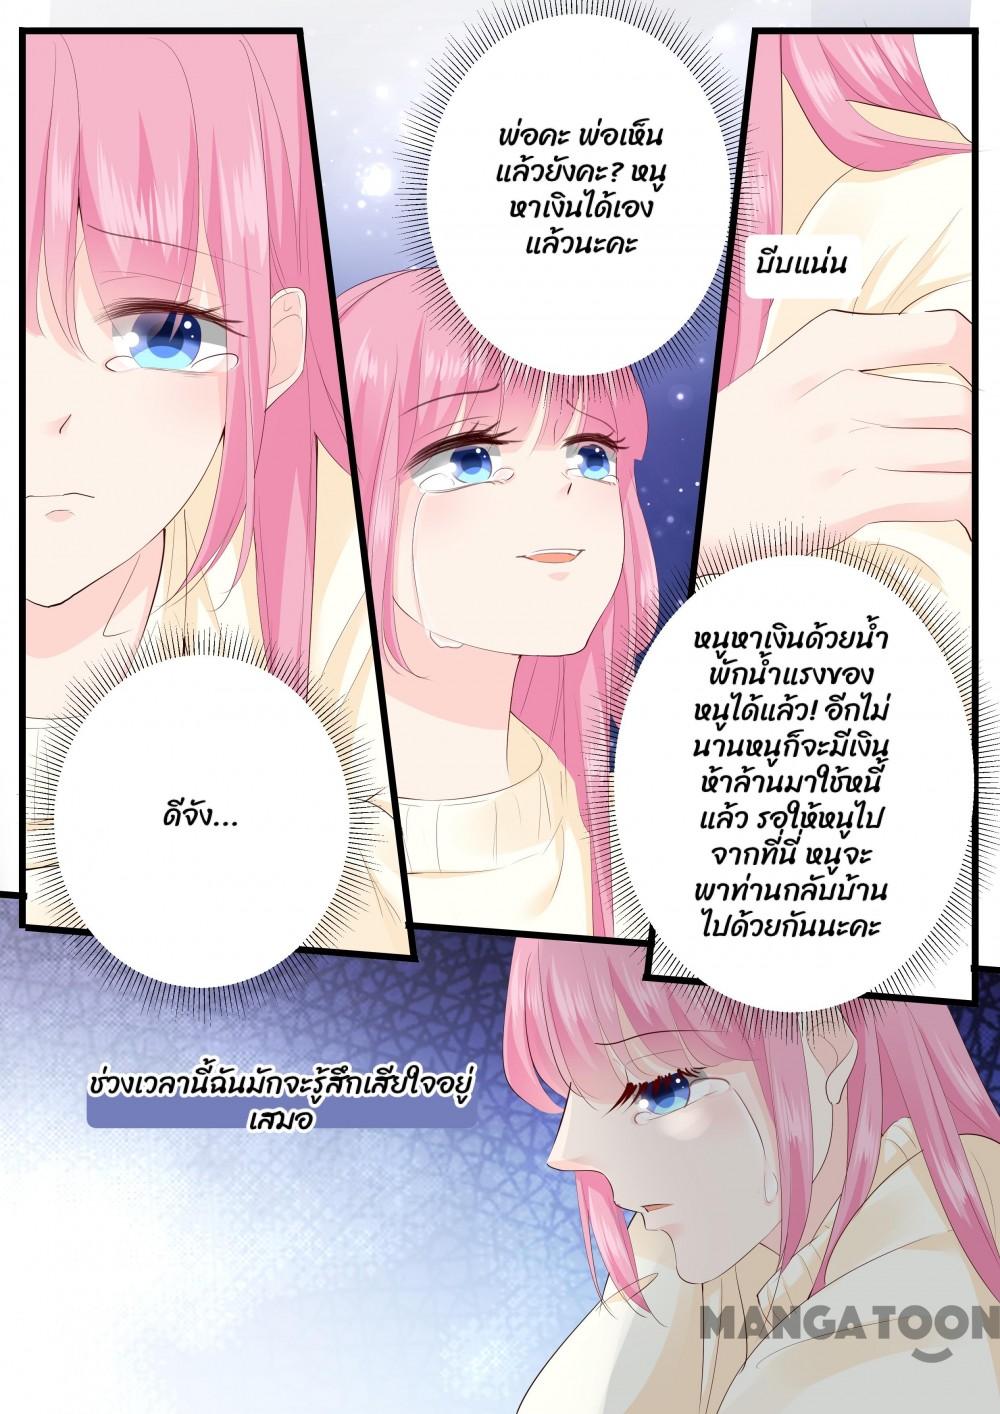 พ่อคะ พ่อเห็น
แล้วยังคะ? หนู
หาเงินได้เอง
แล้วนะคะ
บีบแน่น
หนูหาเงินด้วยน้ำ
พักน้ำแรงของ
หนูได้แล้ว! อีกไม่
นานหนูก็จะมีเงิน
ห้าล้านมาใช้หนี้
แล้ว รอให้หนูไป
จากที่นี่ หนูจะ
พาท่านกลับบ้าน
ไปด้วยกันนะคะ
ดีจัง...
ช่วงเวลานี้ฉันมักจะรู้สึกเสียใจอยู่
เสมอ
MANGATOON